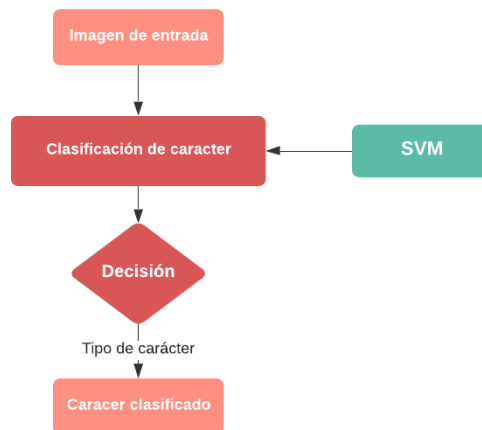 Imagen de entrada
Clasificación de caracter
SVM
Decisión
Tipo de carácter
Caracer clasificado